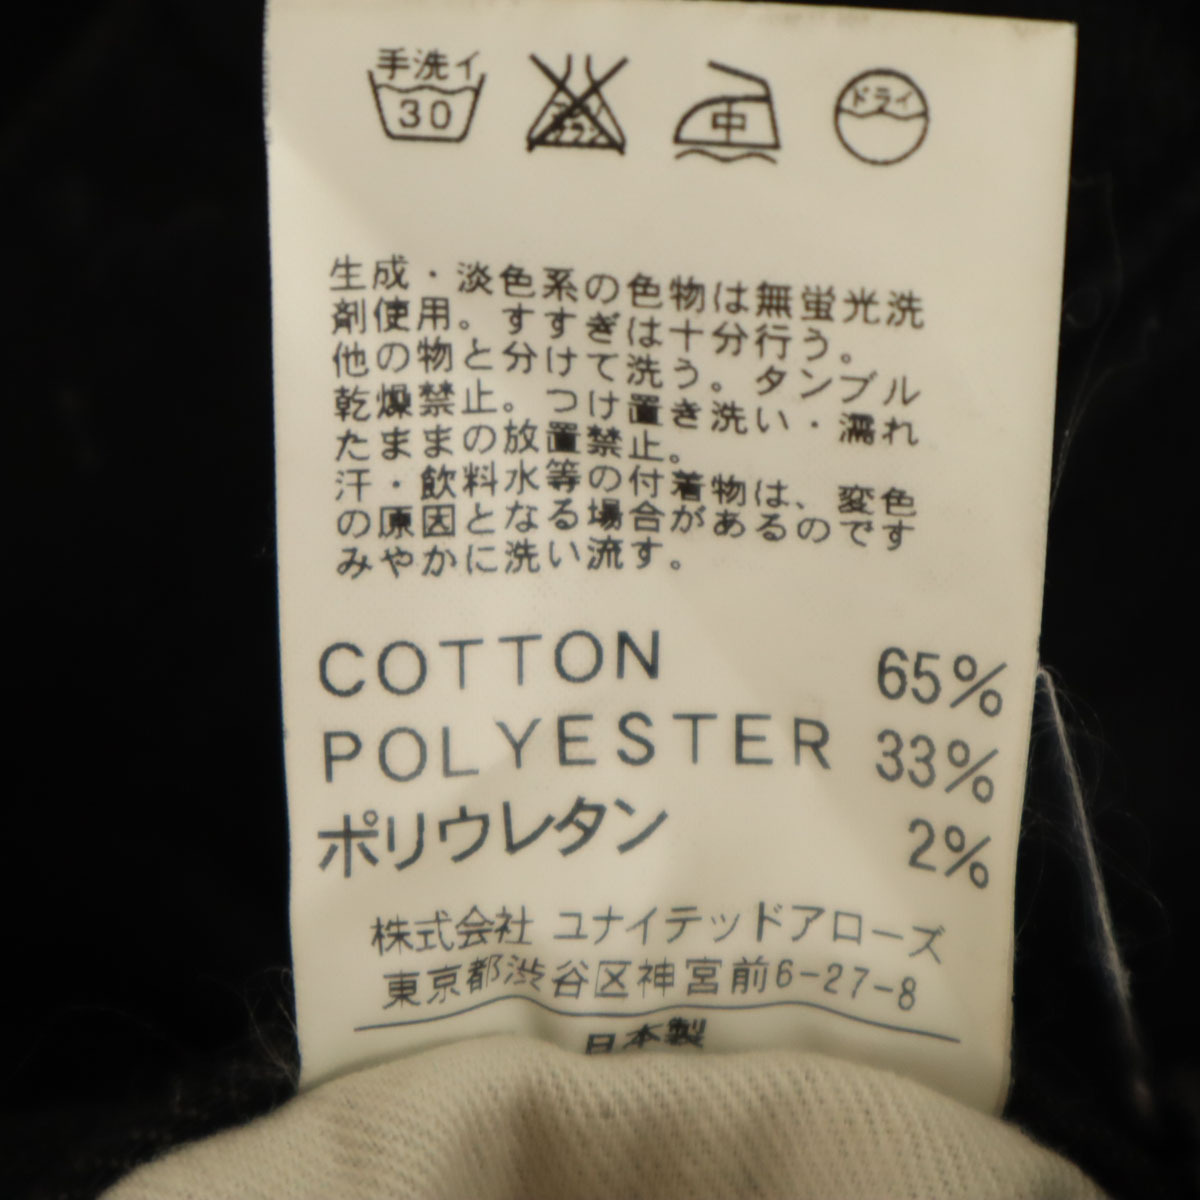 手洗イ
30
エンソ
サラシ
中
ドライ
生成・淡色系の色物は無蛍光洗
剤使用。すすぎは十分行う。
他の物と分けて洗う。タンブル
乾燥禁止。つけ置き洗い・濡れ
たままの放置禁止。
汗・飲料水等の付着物は、変色
の原因となる場合があるのです
みやかに洗い流す。
COTTON 65%
POLYESTER 33%
ポリウレタン 2%
株式会社 ユナイテッドアローズ
東京都渋谷区神宮前6-27-8
日本製